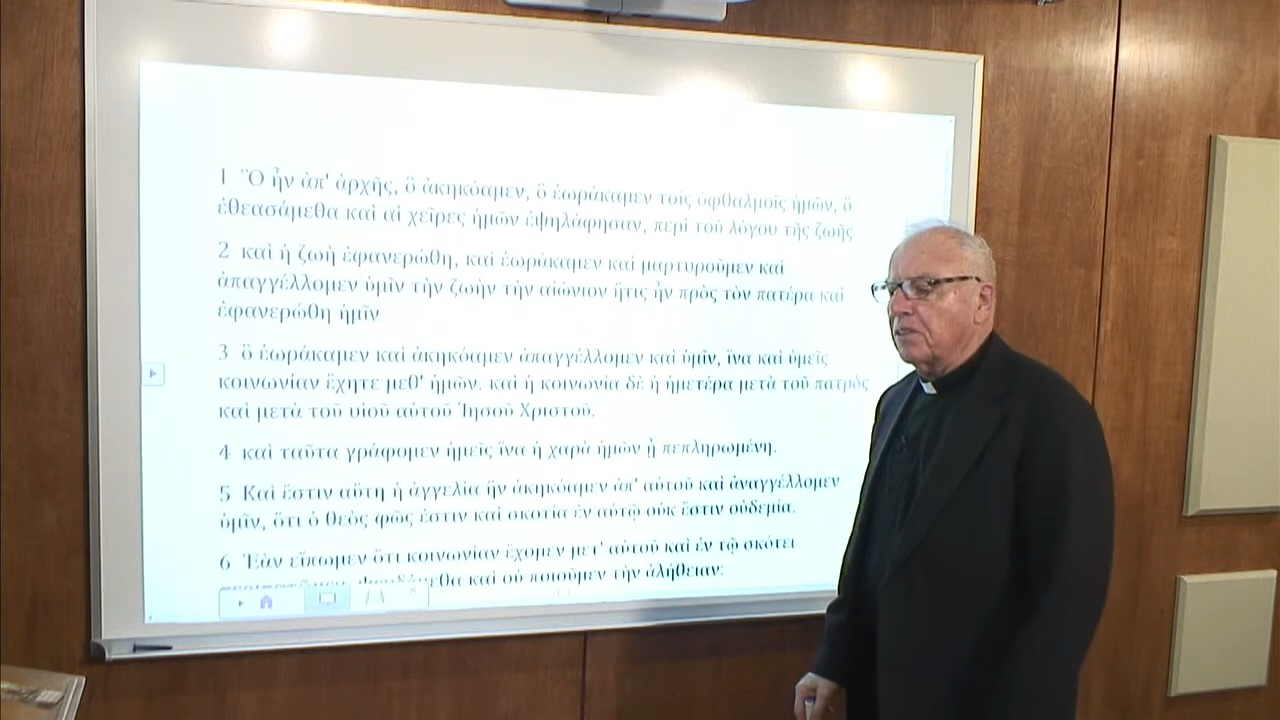 1 Ὃ ἦν ἀπ' ἀρχῆς, ὃ ἀκηκόαμεν, ὃ ἑωράκαμεν τοῖς ὀφθαλμοῖς ἡμῶν, ὃ
ἐθεασάμεθα καὶ αἱ χεῖρες ἡμῶν ἐψηλάφησαν, περὶ τοῦ λόγου τῆς ζωῆς
2 καὶ ἡ ζωὴ ἐφανερώθη, καὶ ἑωράκαμεν καὶ μαρτυροῦμεν καὶ
ἀπαγγέλλομεν ὑμῖν τὴν ζωὴν τὴν αἰώνιον ἥτις ἦν πρὸς τὸν πατέρα καὶ
ἐφανερώθη ἡμῖν
3 ὃ ἑωράκαμεν καὶ ἀκηκόαμεν ἀπαγγέλλομεν καὶ ὑμῖν, ἵνα καὶ ὑμεῖς
κοινωνίαν ἔχητε μεθ' ἡμῶν. καὶ ἡ κοινωνία δὲ ἡ ἡμετέρα μετὰ τοῦ πατρὸς
καὶ μετὰ τοῦ υἱοῦ αὐτοῦ Ἰησοῦ Χριστοῦ.
4 καὶ ταῦτα γράφομεν ἡμεῖς ἵνα ἡ χαρὰ ἡμῶν ᾖ πεπληρωμένη.
5 Καὶ ἔστιν αὕτη ἡ ἀγγελία ἣν ἀκηκόαμεν ἀπ' αὐτοῦ καὶ ἀναγγέλλομεν
ὑμῖν, ὅτι ὁ θεὸς φῶς ἐστιν καὶ σκοτία ἐν αὐτῷ οὐκ ἔστιν οὐδεμία.
6 Ἐὰν εἴπωμεν ὅτι κοινωνίαν ἔχομεν μετ' αὐτοῦ καὶ ἐν τῷ σκότει
καὶ οὐ ποιοῦμεν τὴν ἀλήθειαν;